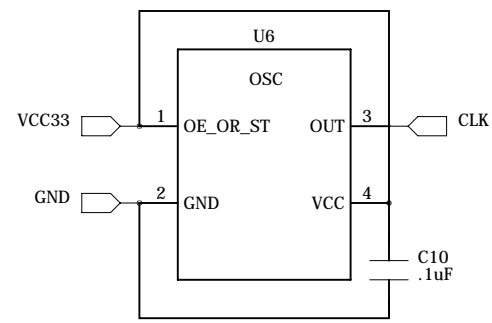 U6
OSC
VCC33 1 OE_OR_ST OUT 3 CLK
GND 2 GND VCC 4
C10
.1uF